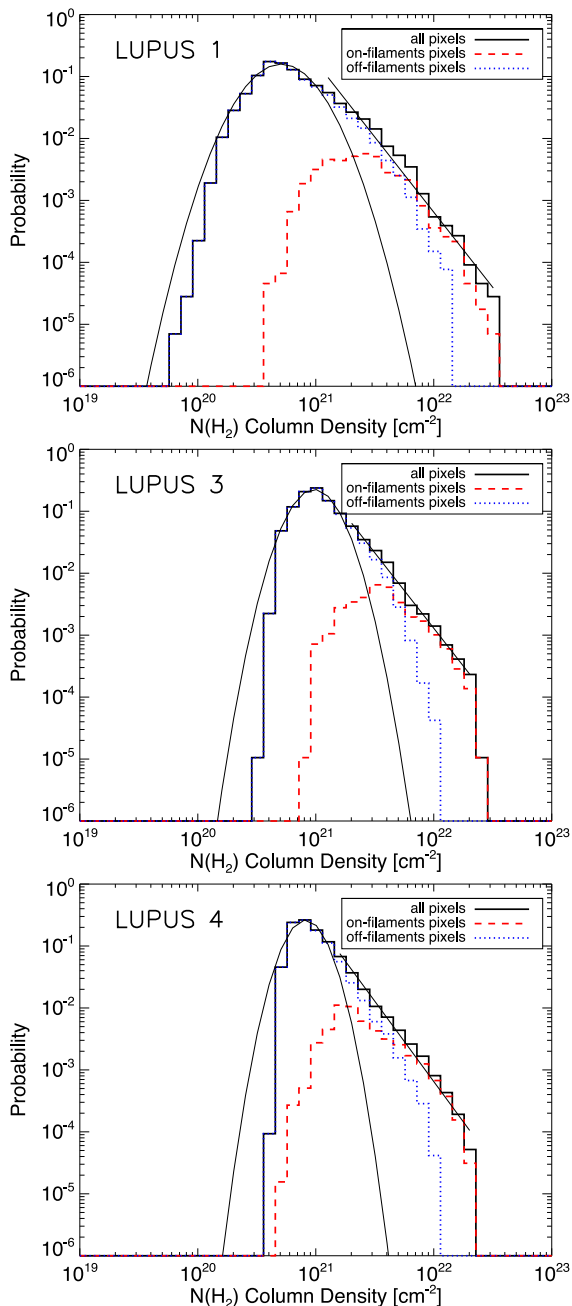 LUPUS 1
all pixels
on-filaments pixels
off-filaments pixels
Probability
10^0
10^-1
10^-2
10^-3
10^-4
10^-5
10^-6
10^19 10^20 10^21 10^22 10^23
N(H₂) Column Density [cm^-2]
LUPUS 3
all pixels
on-filaments pixels
off-filaments pixels
Probability
10^0
10^-1
10^-2
10^-3
10^-4
10^-5
10^-6
10^19 10^20 10^21 10^22 10^23
N(H₂) Column Density [cm^-2]
LUPUS 4
all pixels
on-filaments pixels
off-filaments pixels
Probability
10^0
10^-1
10^-2
10^-3
10^-4
10^-5
10^-6
10^19 10^20 10^21 10^22 10^23
N(H₂) Column Density [cm^-2]